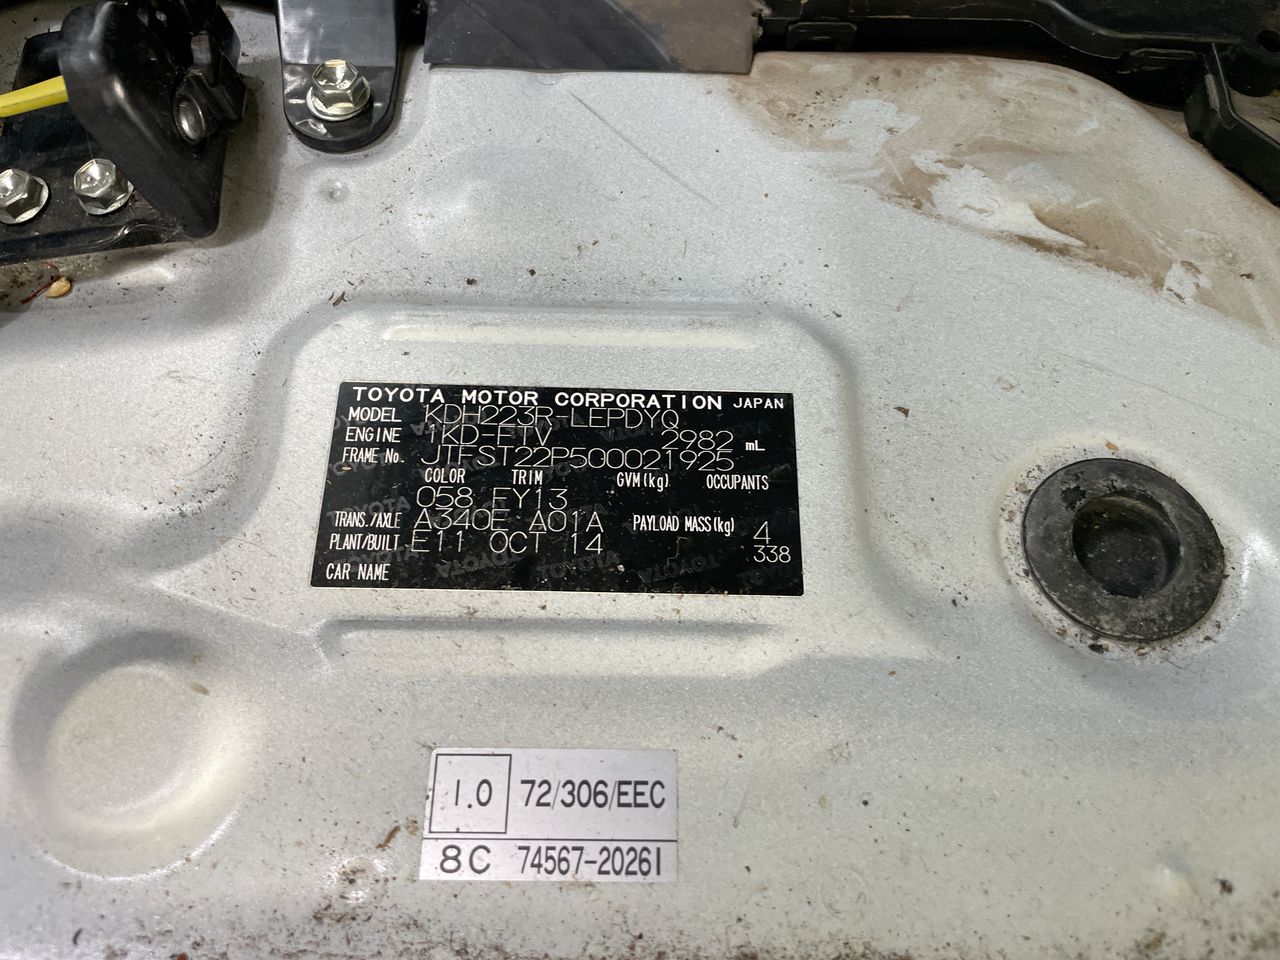 TOYOTA MOTOR CORPORATION JAPAN
MODEL KDH223R-LEPDYQ
ENGINE 1KD-FTV 2982 mL
FRAME No. JTFST22P500021925
COLOR TRIM GVM(kg) OCCUPANTS
058 FY13
TRANS./AXLE A340E A01A PAYLOAD MASS(kg) 4
PLANT/BUILT E11 OCT 14 338
CAR NAME
1.0 72/306/EEC
8C 74567-20261